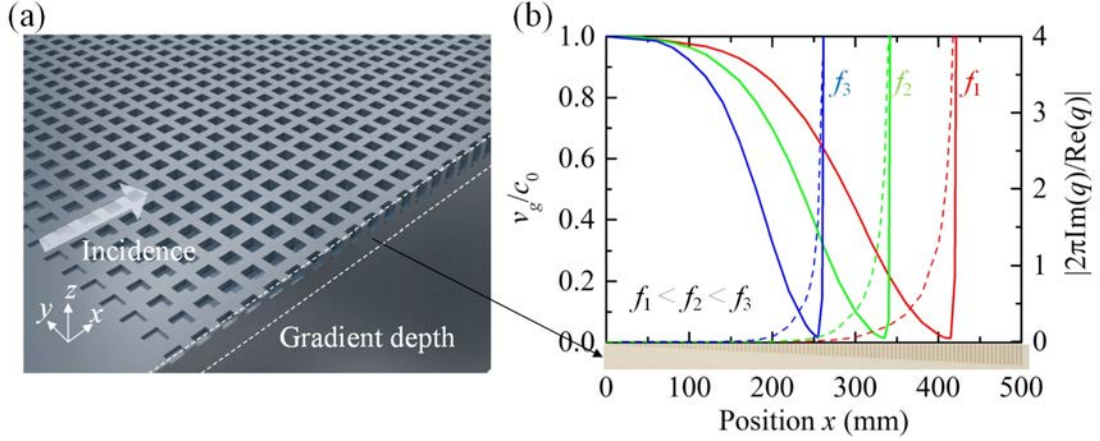 (a)
Incidence
z
y
x
Gradient depth
(b)
1.0
0.8
0.6
0.4
0.2
0.0
v_g/c_0
f_3
f_2
f_1
f_1 < f_2 < f_3
4
3
2
1
0
|2πIm(q)/Re(q)|
0 100 200 300 400 500
Position x (mm)